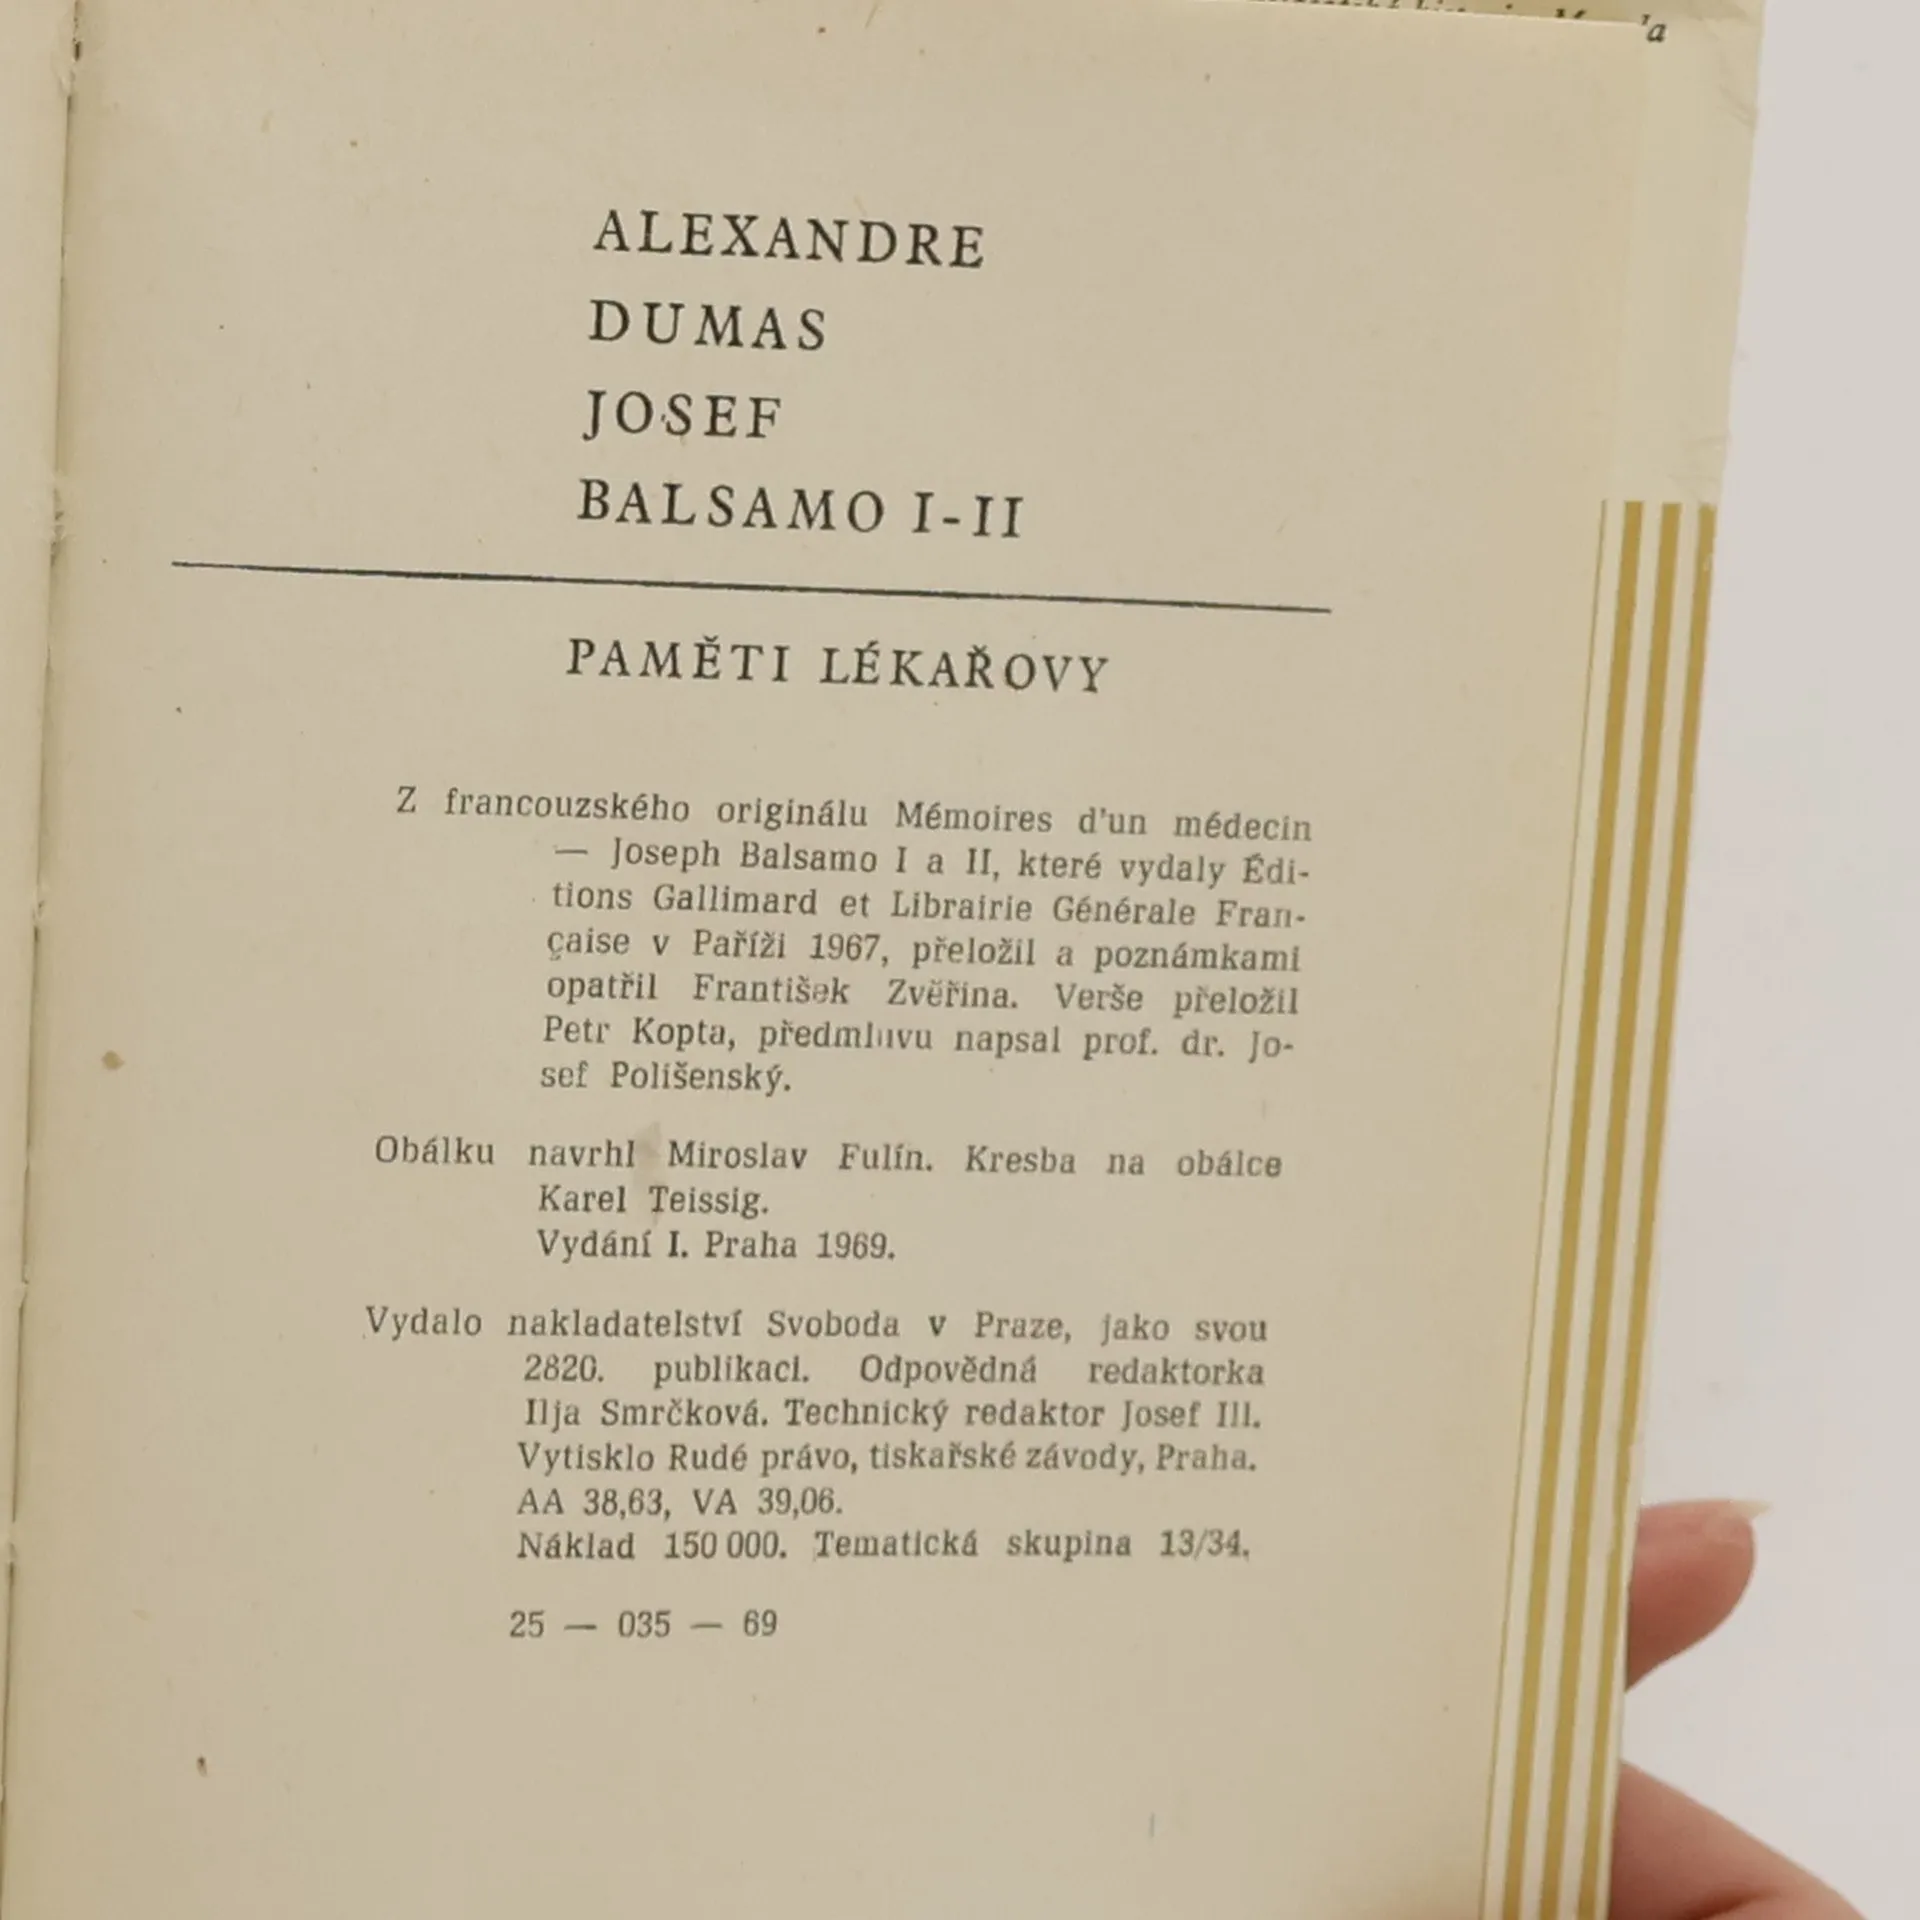 ALEXANDRE
DUMAS
JOSEF
BALSAMO I-II
PAMĚTI LÉKAŘOVY
Z francouzského originálu Mémoires d'un médecin
— Joseph Balsamo I a II, které vydaly Édi-
tions Gallimard et Librairie Générale Fran-
çaise v Paříži 1967, přeložil a poznámkami
opatřil František Zvěřina. Verše přeložil
Petr Kopta, předmluvu napsal prof. dr. Jo-
sef Polišenský.
Obálku navrhl Miroslav Fulín. Kresba na obálce
Karel Teissig.
Vydání I. Praha 1969.
Vydalo nakladatelství Svoboda v Praze, jako svou
2820. publikaci. Odpovědná redaktorka
Ilja Smrčková. Technický redaktor Josef Ill.
Vytisklo Rudé právo, tiskařské závody, Praha.
AA 38,63, VA 39,06.
Náklad 150 000. Tematická skupina 13/34.
25 — 035 — 69